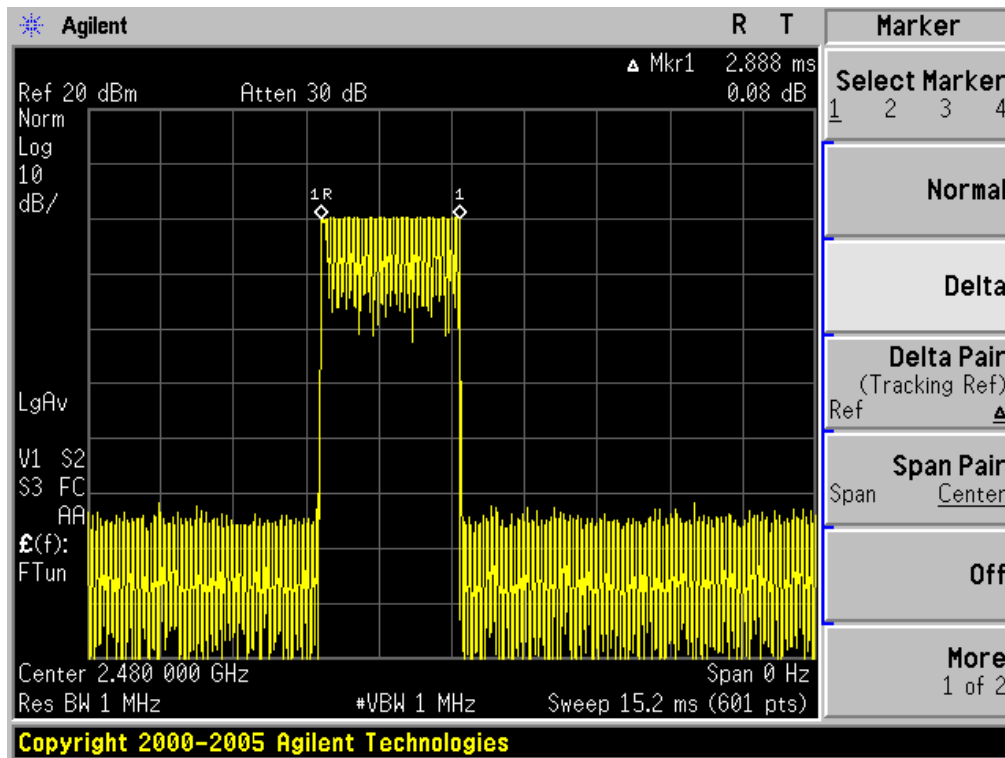 Agilent R T
Δ Mkr1 2.888 ms
Ref 20 dBm Atten 30 dB 0.08 dB
Norm
Log
10
dB/
1R 1
LgAv
V1 S2
S3 FC
AA
£(f):
FTun
Center 2.480 000 GHz Span 0 Hz
Res BW 1 MHz #VBW 1 MHz Sweep 15.2 ms (601 pts)
Copyright 2000-2005 Agilent Technologies
Marker
Select Marker
1 2 3 4
Normal
Delta
Delta Pair
(Tracking Ref)
Ref Δ
Span Pair
Span Center
Off
More
1 of 2